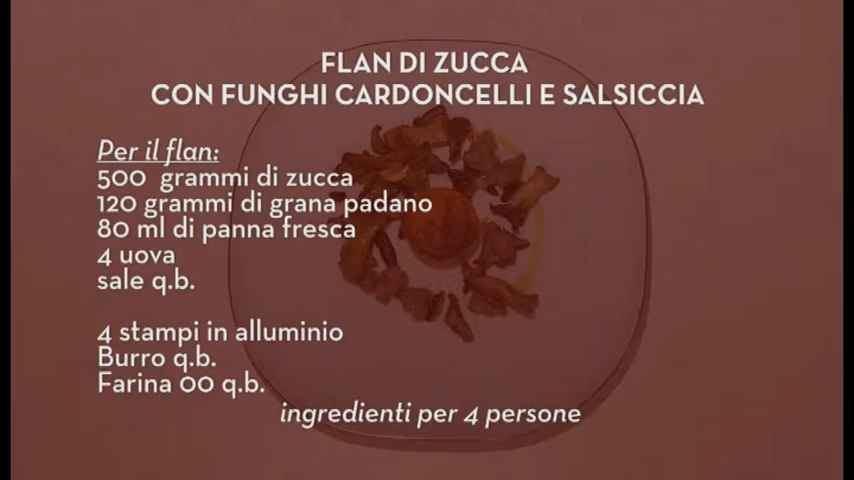 FLAN DI ZUCCA
CON FUNGHI CARDONCELLI E SALSICCIA
Per il flan:
500 grammi di zucca
120 grammi di grana padano
80 ml di panna fresca
4 uova
sale q.b.
4 stampi in alluminio
Burro q.b.
Farina 00 q.b.
ingredienti per 4 persone